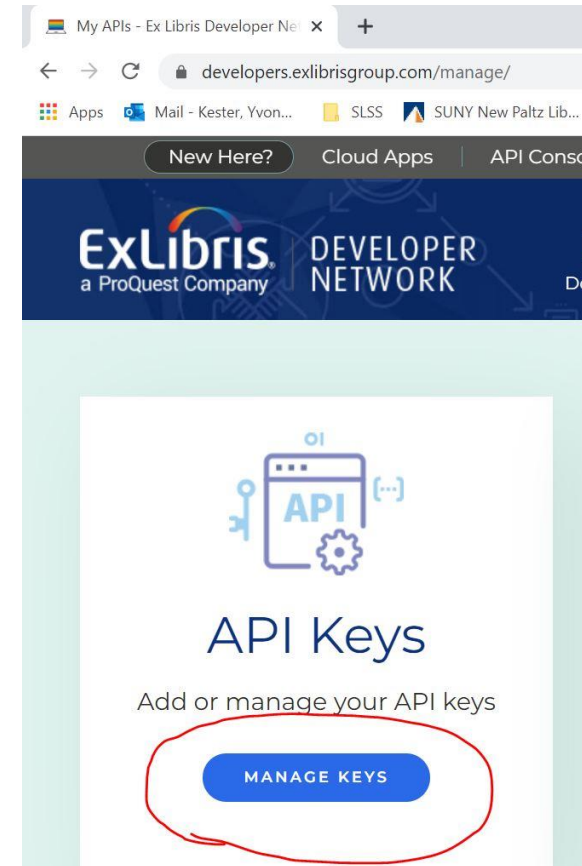 My APIs - Ex Libris Developer Ne
developers.exlibrisgroup.com/manage/
Apps Mail - Kester, Yvon... SLSS SUNY New Paltz Lib...
New Here? Cloud Apps API Conso
ExLibris. DEVELOPER
a ProQuest Company NETWORK
De
API
API Keys
Add or manage your API keys
MANAGE KEYS